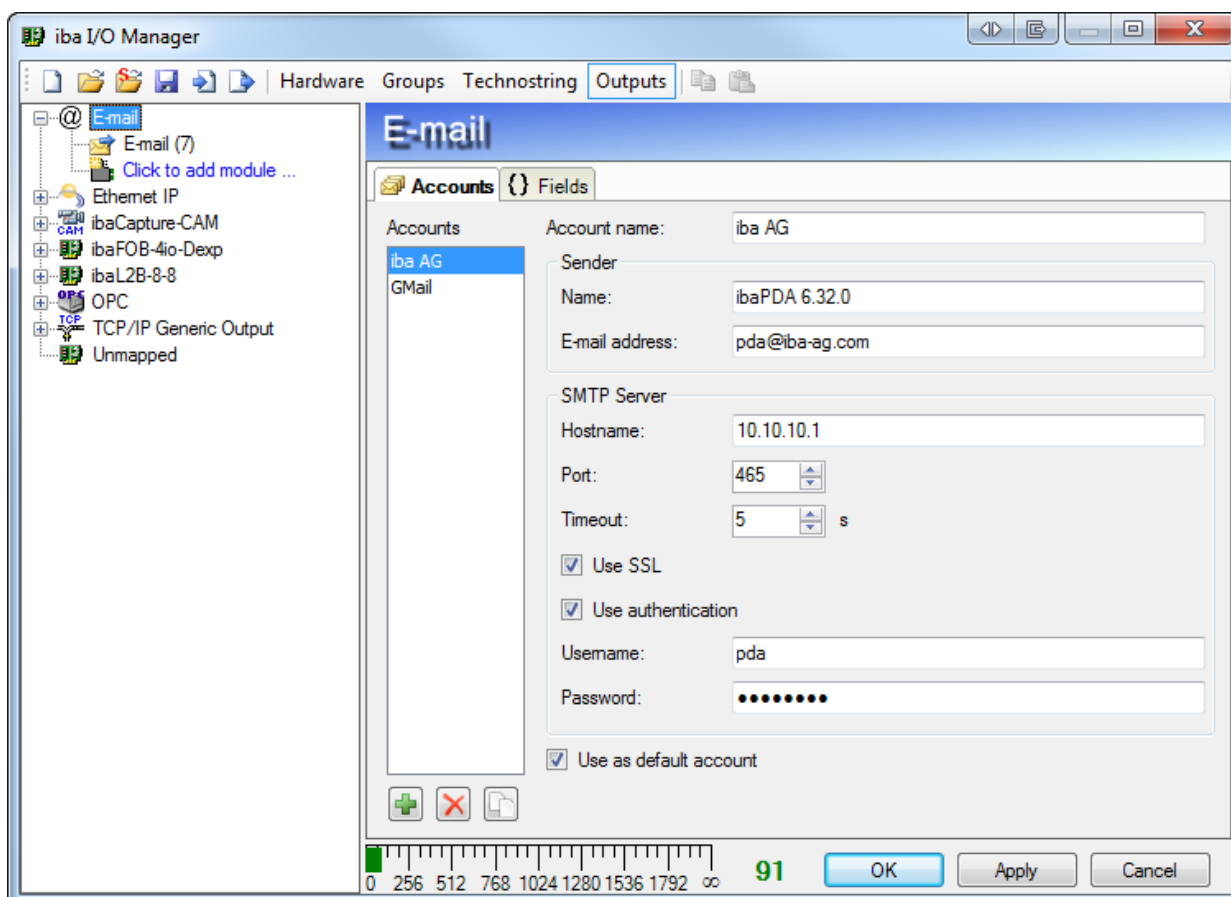 iba I/O Manager
Hardware Groups Technostring Outputs
@ E-mail
E-mail (7)
Click to add module ...
Ethernet IP
CAM ibaCapture-CAM
ibaFOB-4io-Dexp
ibaL2B-8-8
OPC OPC
TCP TCP/IP Generic Output
Unmapped
E-mail
Accounts {} Fields
Accounts
iba AG
GMail
Account name: iba AG
Sender
Name: ibaPDA 6.32.0
E-mail address: pda@iba-ag.com
SMTP Server
Hostname: 10.10.10.1
Port: 465
Timeout: 5 s
Use SSL
Use authentication
Username: pda
Password: ●●●●●●●●
Use as default account
0 256 512 768 1024 1280 1536 1792 ∞
91
OK Apply Cancel